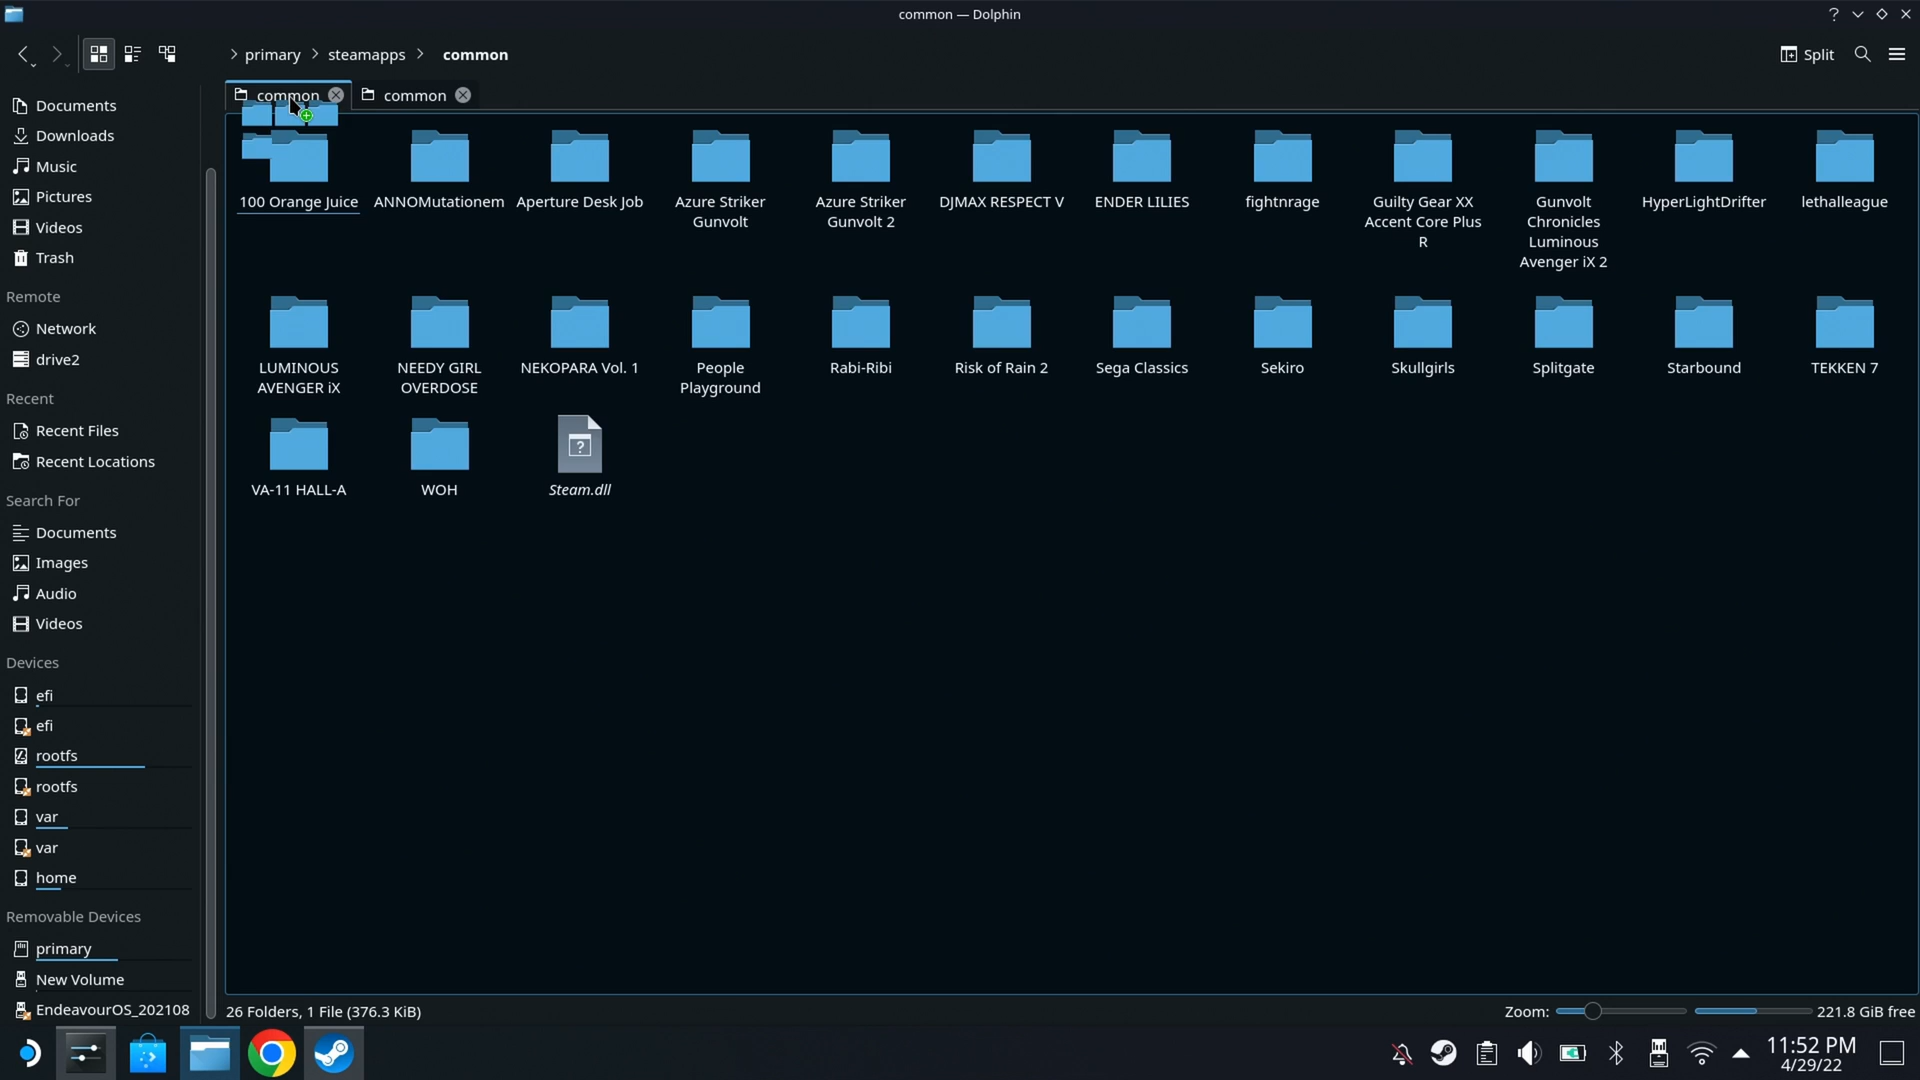 common — Dolphin
primary
steamapps
common
Split
common
common
Documents
Downloads
Music
Pictures
Videos
Trash
Remote
Network
drive2
Recent
Recent Files
Recent Locations
Search For
Documents
Images
Audio
Videos
Devices
efi
efi
rootfs
rootfs
var
var
home
Removable Devices
primary
New Volume
EndeavourOS_202108
100 Orange Juice
ANNOMutationem
Aperture Desk Job
Azure Striker
Gunvolt
Azure Striker
Gunvolt 2
DJMAX RESPECT V
ENDER LILIES
fightnrage
Guilty Gear XX
Accent Core Plus
R
Gunvolt
Chronicles
Luminous
Avenger iX 2
HyperLightDrifter
lethalleague
LUMINOUS
AVENGER iX
NEEDY GIRL
OVERDOSE
NEKOPARA Vol. 1
People
Playground
Rabi-Ribi
Risk of Rain 2
Sega Classics
Sekiro
Skullgirls
Splitgate
Starbound
TEKKEN 7
VA-11 HALL-A
WOH
Steam.dll
26 Folders, 1 File (376.3 KiB)
Zoom:
221.8 GiB free
11:52 PM
4/29/22